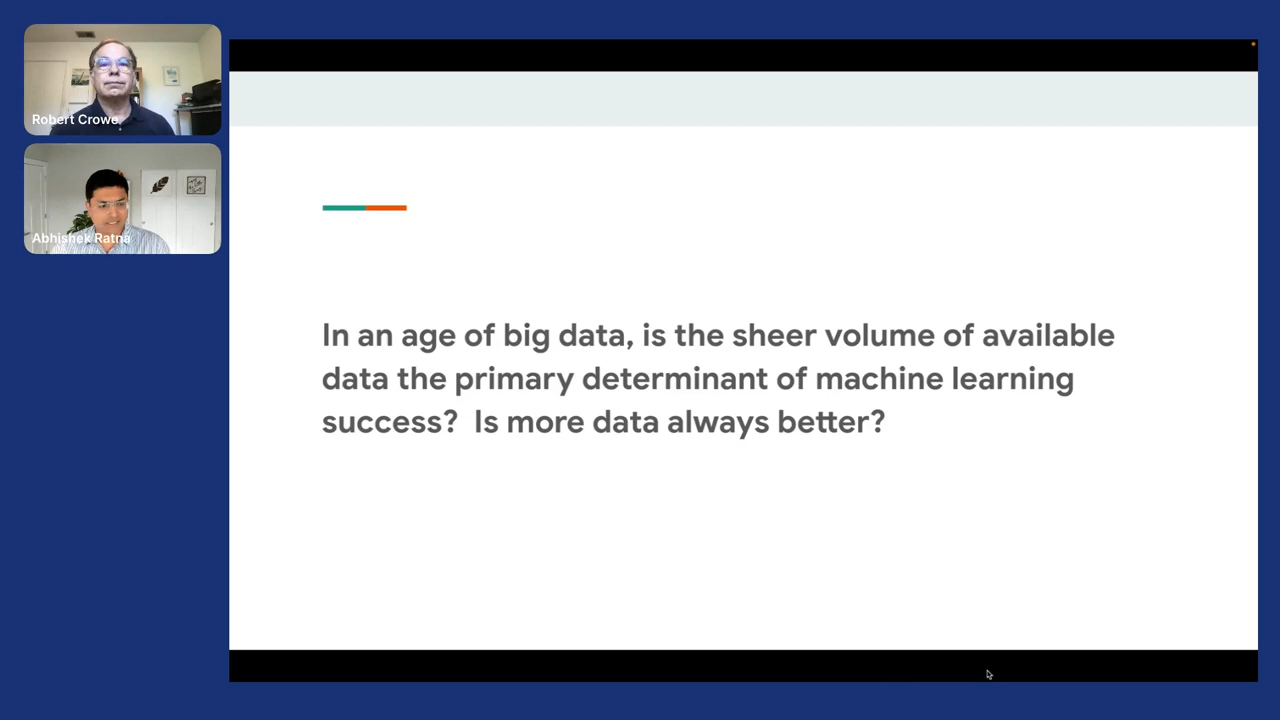 Robert Crowe
Abhishek Ratna
In an age of big data, is the sheer volume of available
data the primary determinant of machine learning
success?  Is more data always better?